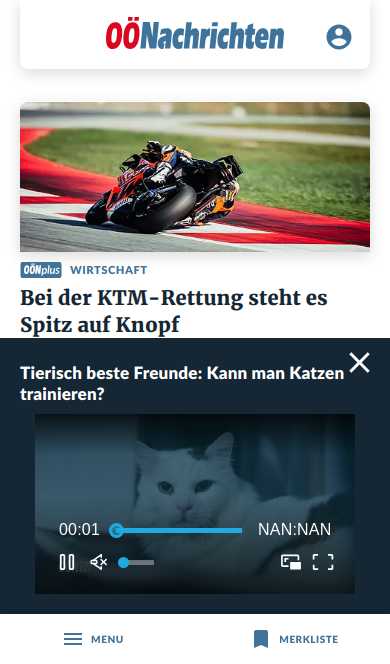 OÖNachrichten
OÖNplus WIRTSCHAFT
Bei der KTM-Rettung steht es
Spitz auf Knopf
Tierisch beste Freunde: Kann man Katzen
trainieren?
00:01 NAN:NAN
MENU MERKLISTE